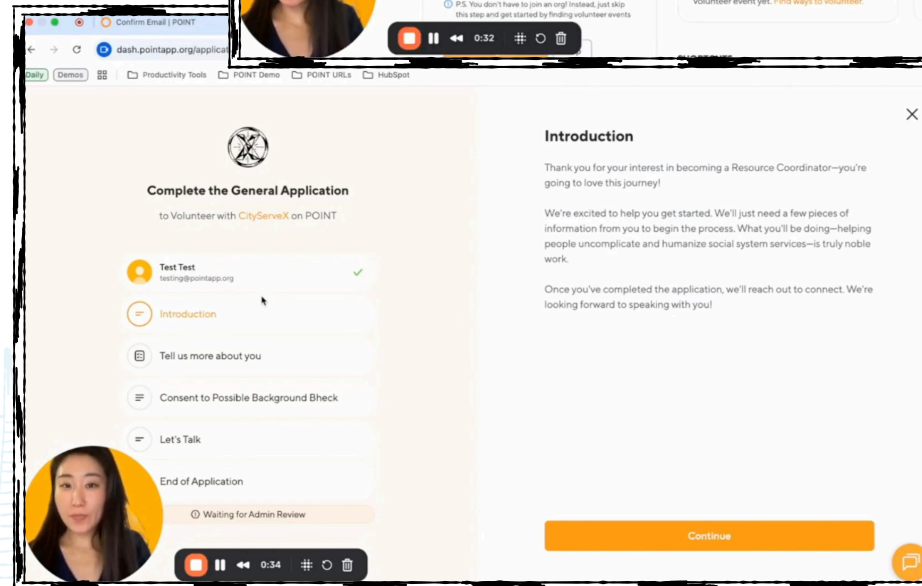 P.S. You don't have to join an org! Instead, just skip
this step and get started by finding volunteer events
volunteer event yet. Find ways to volunteer.
0:32
Confirm Email | POINT
dash.pointapp.org/applicat
Daily
Demos
Productivity Tools
POINT Demo
POINT URLs
HubSpot
Complete the General Application
to Volunteer with CityServeX on POINT
Test Test
testing@pointapp.org
Introduction
Tell us more about you
Consent to Possible Background Bheck
Let's Talk
End of Application
Waiting for Admin Review
0:34
Introduction
Thank you for your interest in becoming a Resource Coordinator—you're
going to love this journey!
We're excited to help you get started. We'll just need a few pieces of
information from you to begin the process. What you'll be doing—helping
people uncomplicate and humanize social system services—is truly noble
work.
Once you've completed the application, we'll reach out to connect. We're
looking forward to speaking with you!
Continue